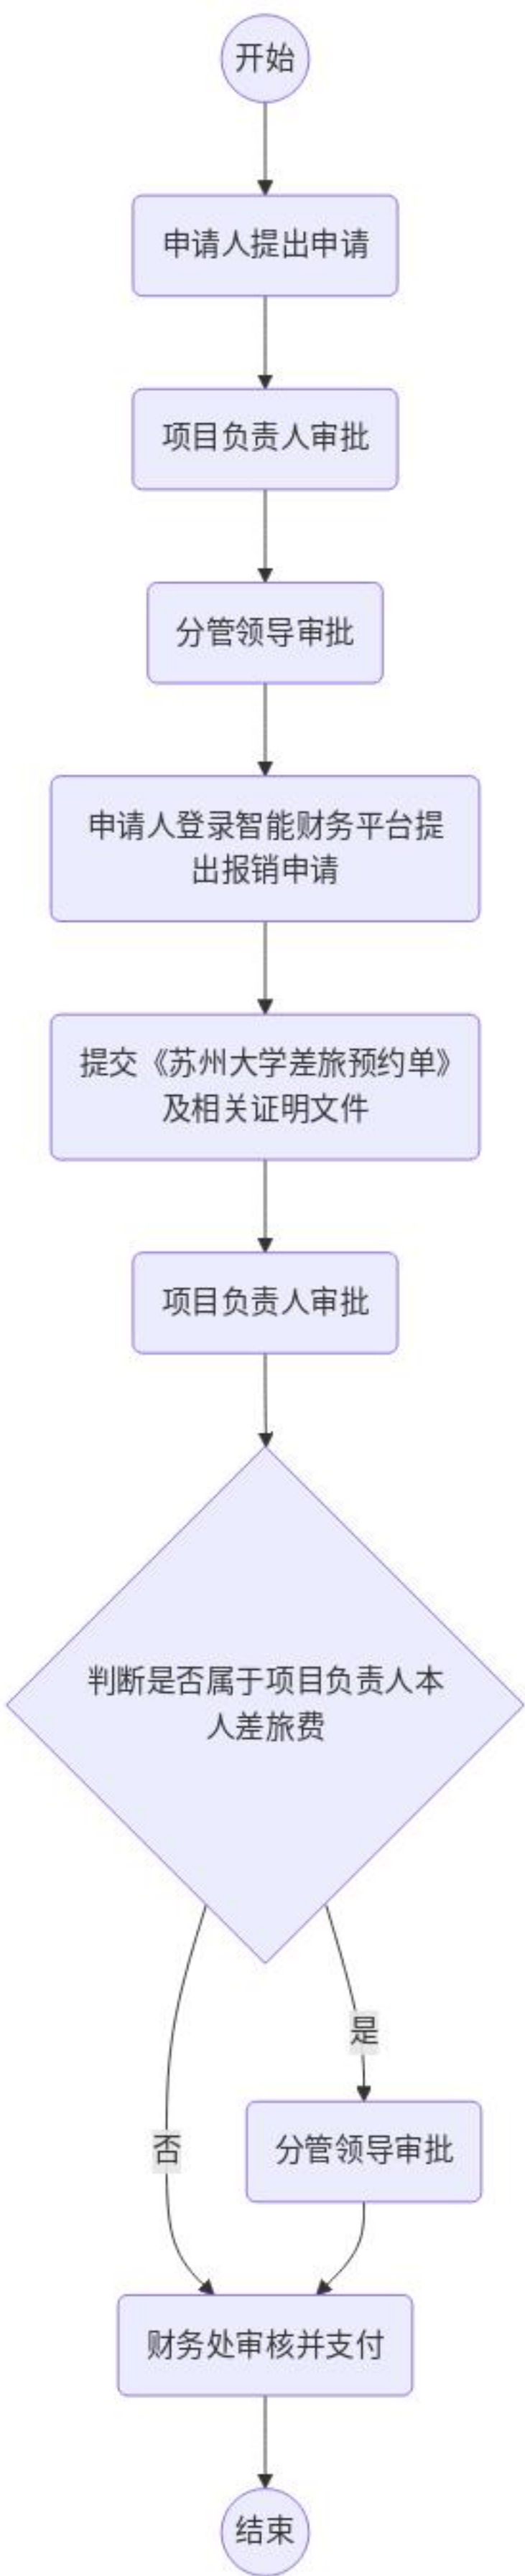 开始
申请人提出申请
项目负责人审批
分管领导审批
申请人登录智能财务平台提
出报销申请
提交《苏州大学差旅预约单》
及相关证明文件
项目负责人审批
判断是否属于项目负责人本
人差旅费
是
否
分管领导审批
财务处审核并支付
结束